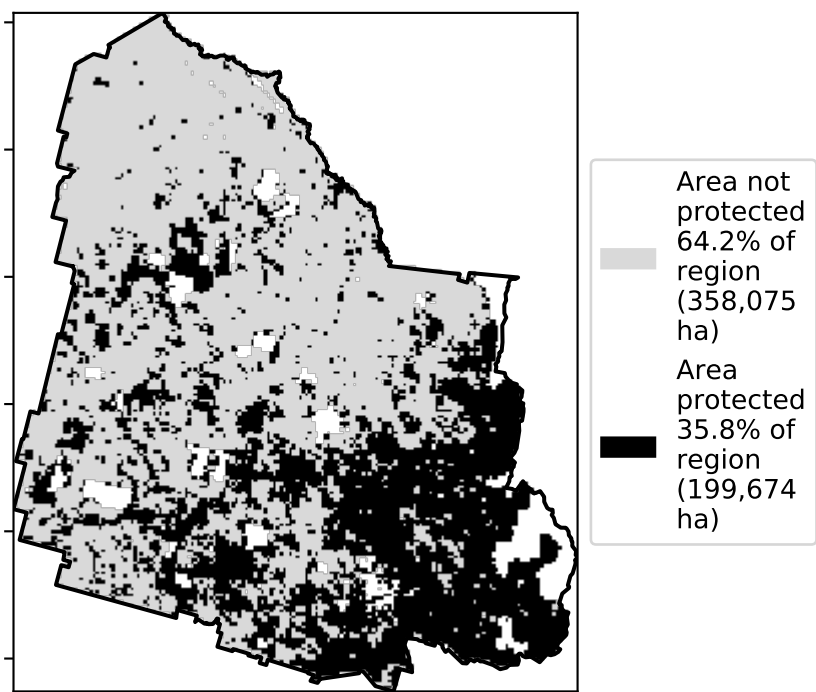 Area not
protected
64.2% of
region
(358,075
ha)
Area
protected
35.8% of
region
(199,674
ha)